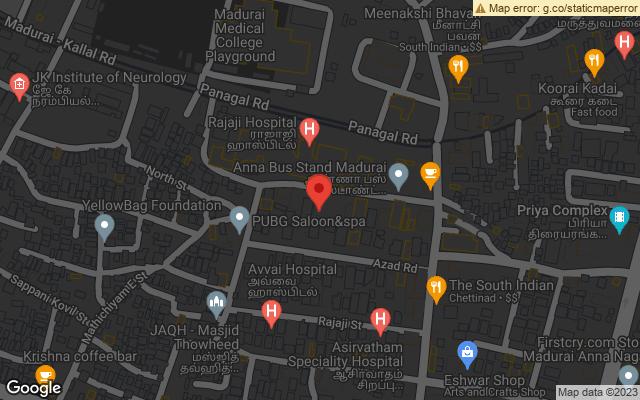 Map error: g.co/staticmaperror
Madurai
Medical
College
Playground
Meenakshi Bhavan
மீனாட்சி
பவன்
South Indian · $$
மருத்துவமனை
Madurai - Kallal Rd
JK Institute of Neurology
ஜே கே
நரம்பியல்...
Panagal Rd
Panagal Rd
Koorai Kadai
கூரை கடை
Fast food
Rajaji Hospital
ராஜாஜி
ஹாஸ்பிடல்
Anna Bus Stand Madurai
North St
YellowBag Foundation
PUBG Saloon&spa
Priya Complex
பிரியா
திரையரங்க...
Azad Rd
Avvai Hospital
அவ்வை
ஹாஸ்பிடல்
MathichiyamE St
Sappani Kovil St
The South Indian
Chettinad · $$
Rajaji St
JAQH - Masjid
Thowheed
மஸ்ஜித்
தவ்ஹித்...
Asirvatham
Speciality Hospital
ஆசிர்வாதம்
சிறப்பு...
Firstcry.com Sto
Madurai Anna Nag
Krishna coffee bar
Eshwar Shop
Arts and Crafts Shop
Google
Map data ©2023